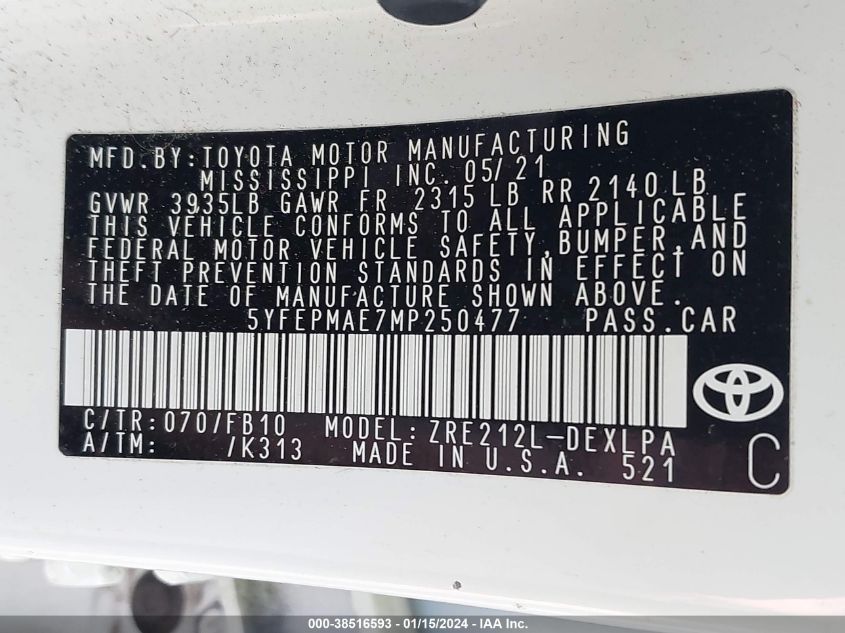 MFD.BY:TOYOTA MOTOR MANUFACTURING
MISSISSIPPI INC. 05/21
GVWR 3935LB GAWR FR 2315 LB RR 2140 LB
THIS VEHICLE CONFORMS TO ALL APPLICABLE
FEDERAL MOTOR VEHICLE SAFETY, BUMPER, AND
THEFT PREVENTION STANDARDS IN EFFECT ON
THE DATE OF MANUFACTURE SHOWN ABOVE.
5YFEPMAE7MP250477 PASS.CAR
C/TR:070/FB10 MODEL:ZRE212L-DEXLPA
A/TM: /K313 MADE IN U.S.A. 521
C
000-38516593 - 01/15/2024 - IAA Inc.